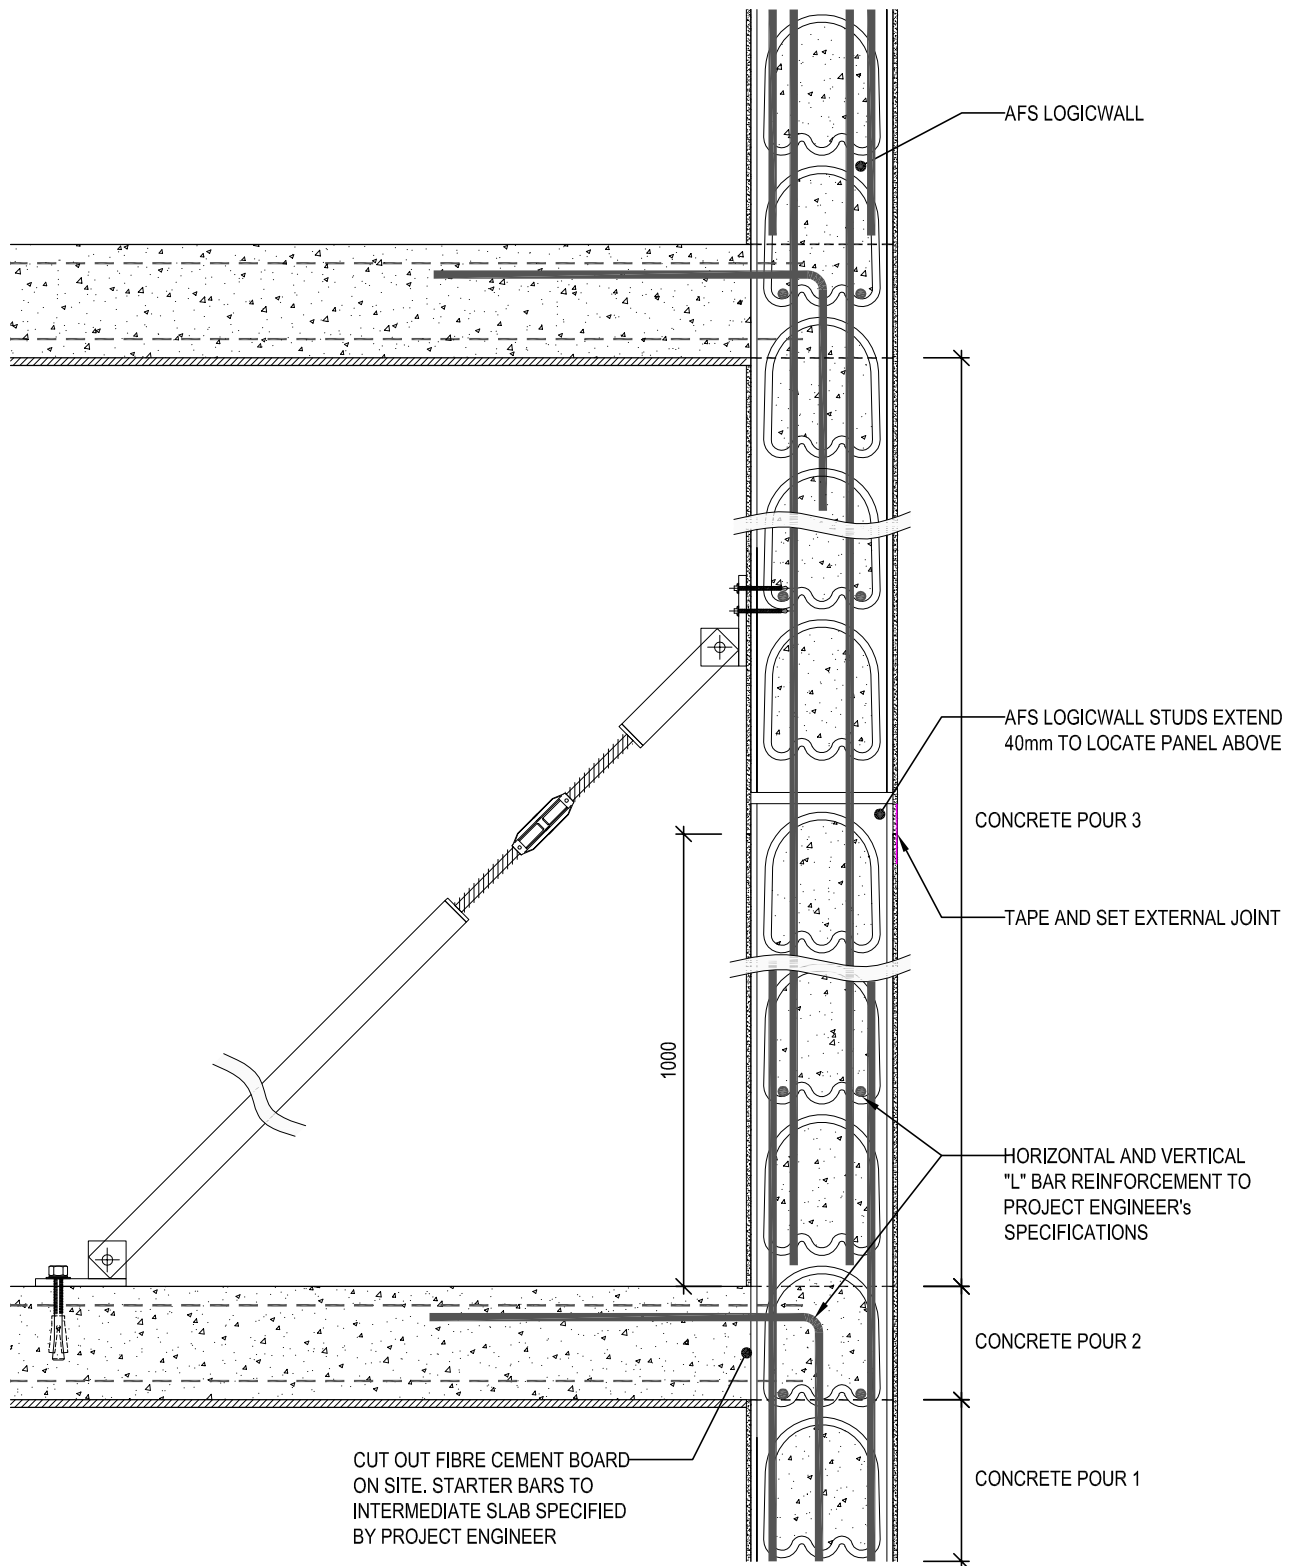 AFS LOGICWALL
AFS LOGICWALL STUDS EXTEND
40mm TO LOCATE PANEL ABOVE
CONCRETE POUR 3
TAPE AND SET EXTERNAL JOINT
1000
HORIZONTAL AND VERTICAL
"L" BAR REINFORCEMENT TO
PROJECT ENGINEER's
SPECIFICATIONS
CONCRETE POUR 2
CUT OUT FIBRE CEMENT BOARD
ON SITE. STARTER BARS TO
INTERMEDIATE SLAB SPECIFIED
BY PROJECT ENGINEER
CONCRETE POUR 1